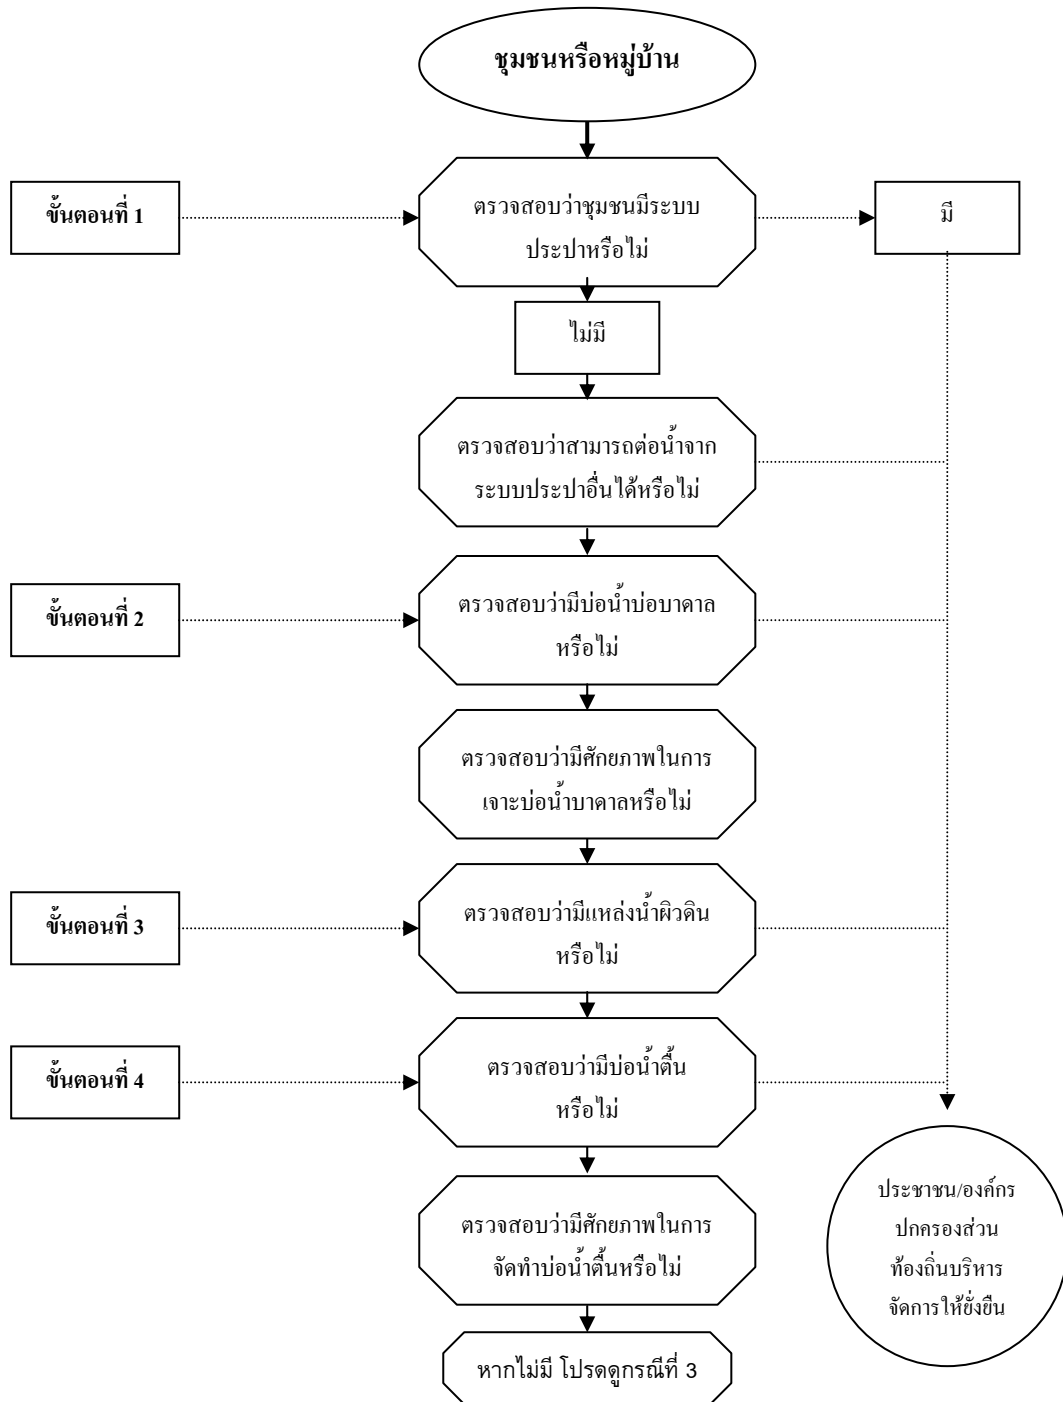 ชุมชนหรือหมู่บ้าน
ขั้นตอนที่ 1
ตรวจสอบว่าชุมชนมีระบบ
ประปาหรือไม่
มี
ไม่มี
ตรวจสอบว่าสามารถต่อน้ำจาก
ระบบประปาอื่นได้หรือไม่
ขั้นตอนที่ 2
ตรวจสอบว่ามีบ่อน้ำบ่อบาดาล
หรือไม่
ตรวจสอบว่ามีศักยภาพในการ
เจาะบ่อน้ำบาดาลหรือไม่
ขั้นตอนที่ 3
ตรวจสอบว่ามีแหล่งน้ำผิวดิน
หรือไม่
ขั้นตอนที่ 4
ตรวจสอบว่ามีบ่อน้ำตื้น
หรือไม่
ตรวจสอบว่ามีศักยภาพในการ
จัดทำบ่อน้ำตื้นหรือไม่
ประชาชน/องค์กร
ปกครองส่วน
ท้องถิ่นบริหาร
จัดการให้ยั่งยืน
หากไม่มี โปรดดูกรณีที่ 3